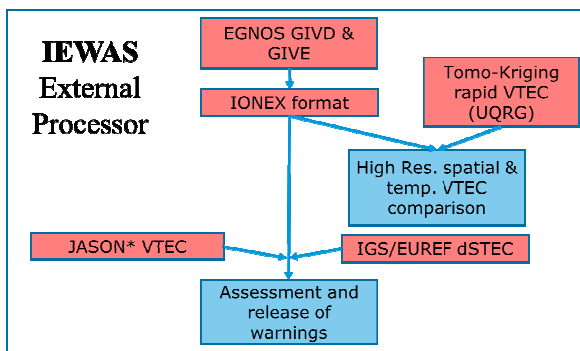 IEWAS
External
Processor
EGNOS GIVD &
GIVE
IONEX format
Tomo-Kriging
rapid VTEC
(UQRG)
High Res. spatial &
temp. VTEC
comparison
JASON* VTEC
IGS/EUREF dSTEC
Assessment and
release of
warnings